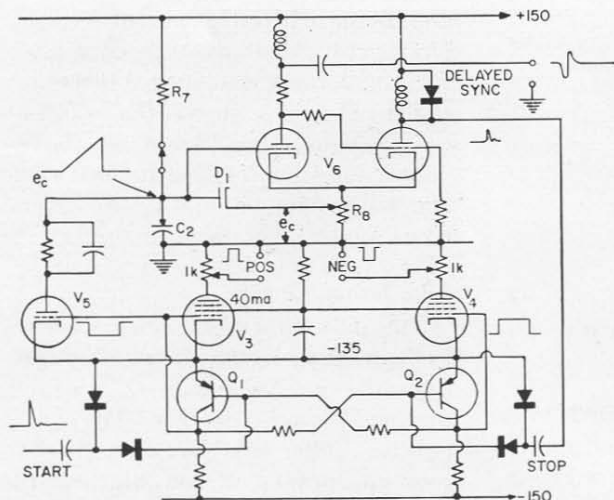 +150
DELAYED SYNC
R7
V6
ec
D1
R8
C2
ec
POS
NEG
1k
1k
V5
40ma
V3
V4
-135
Q1
Q2
START
STOP
-150